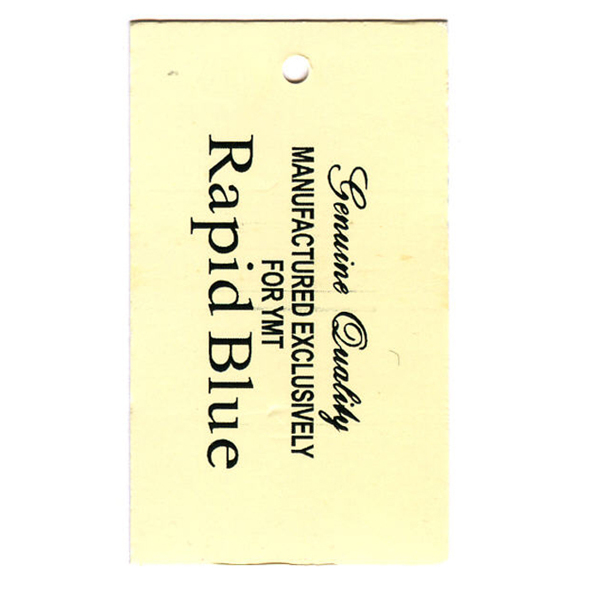 Genuine Quality
MANUFACTURED EXCLUSIVELY
FOR YMT
Rapid Blue